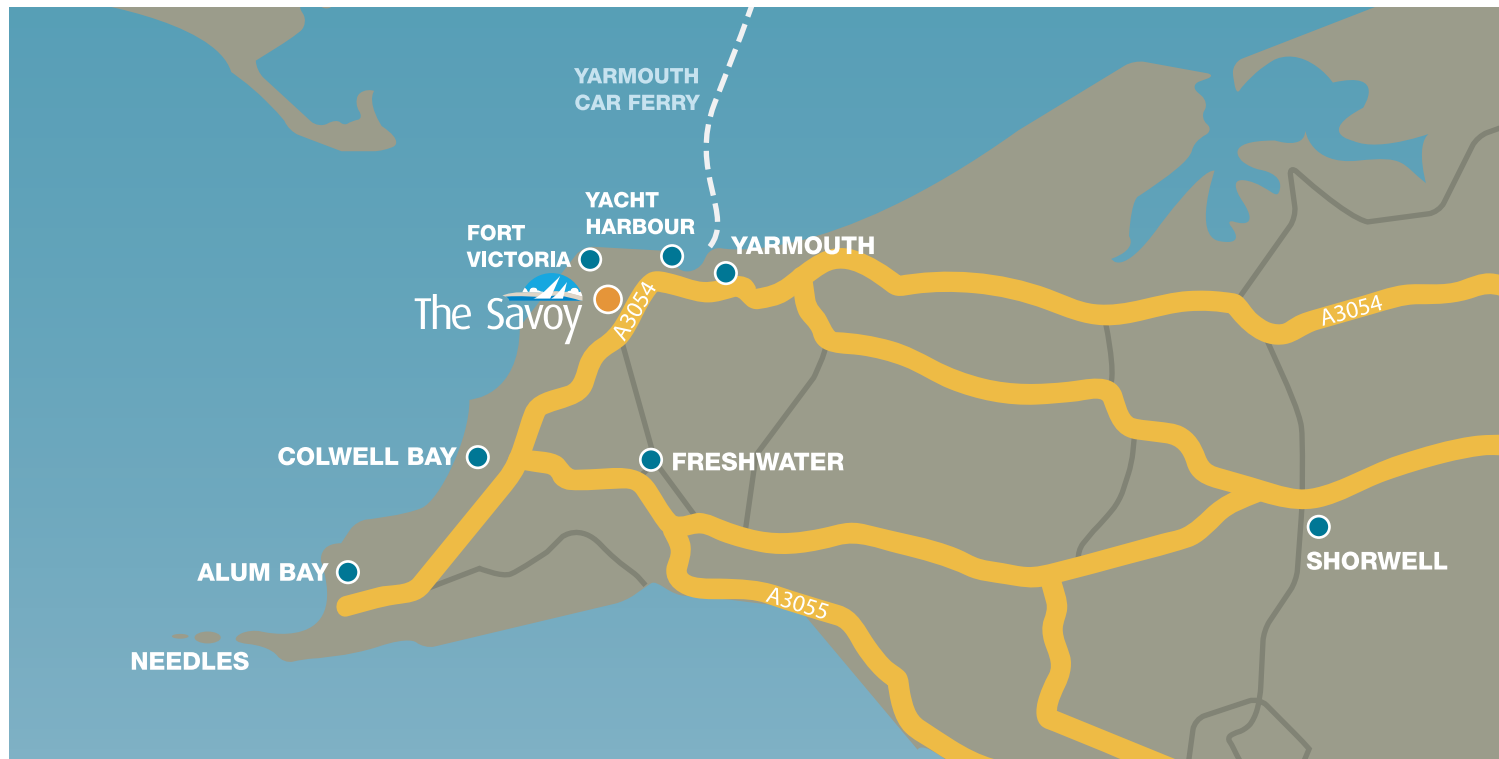 YARMOUTH
CAR FERRY
YACHT
HARBOUR
FORT
VICTORIA
YARMOUTH
The Savoy
A3054
A3054
COLWELL BAY
FRESHWATER
ALUM BAY
SHORWELL
A3055
NEEDLES